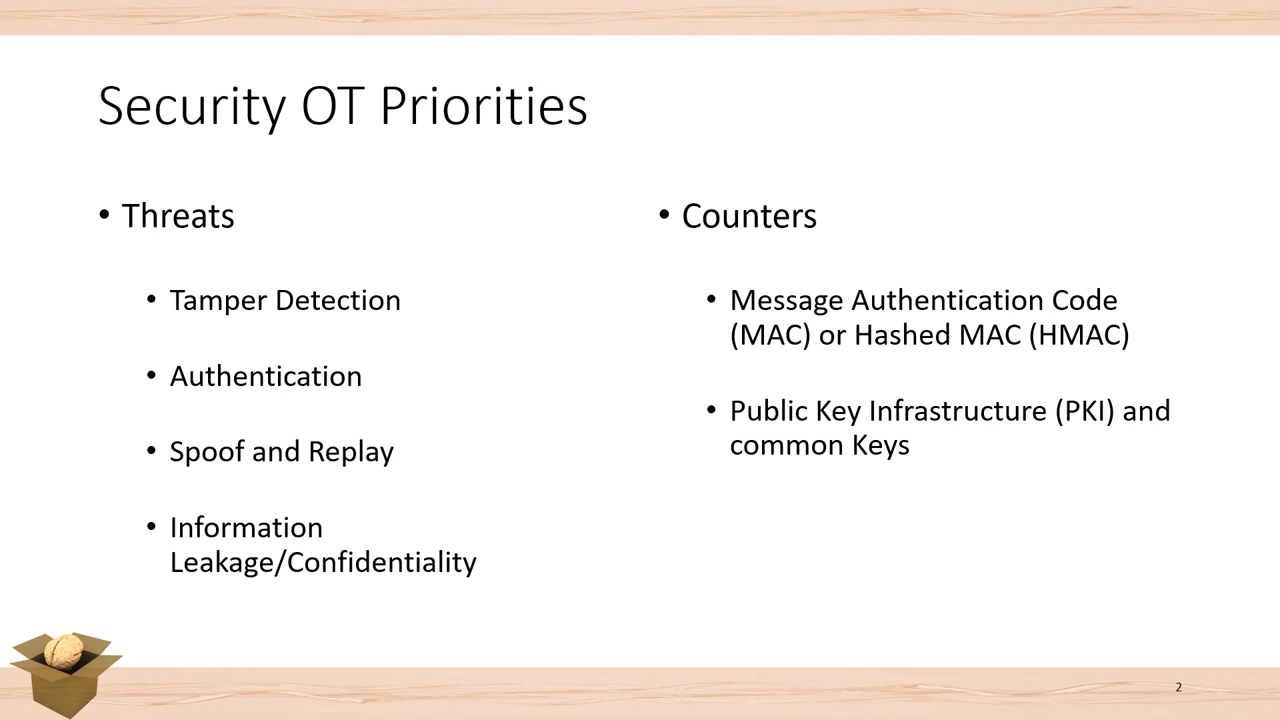 Security OT Priorities
• Threats
• Tamper Detection
• Authentication
• Spoof and Replay
• Information
Leakage/Confidentiality
• Counters
• Message Authentication Code
(MAC) or Hashed MAC (HMAC)
• Public Key Infrastructure (PKI) and
common Keys
2